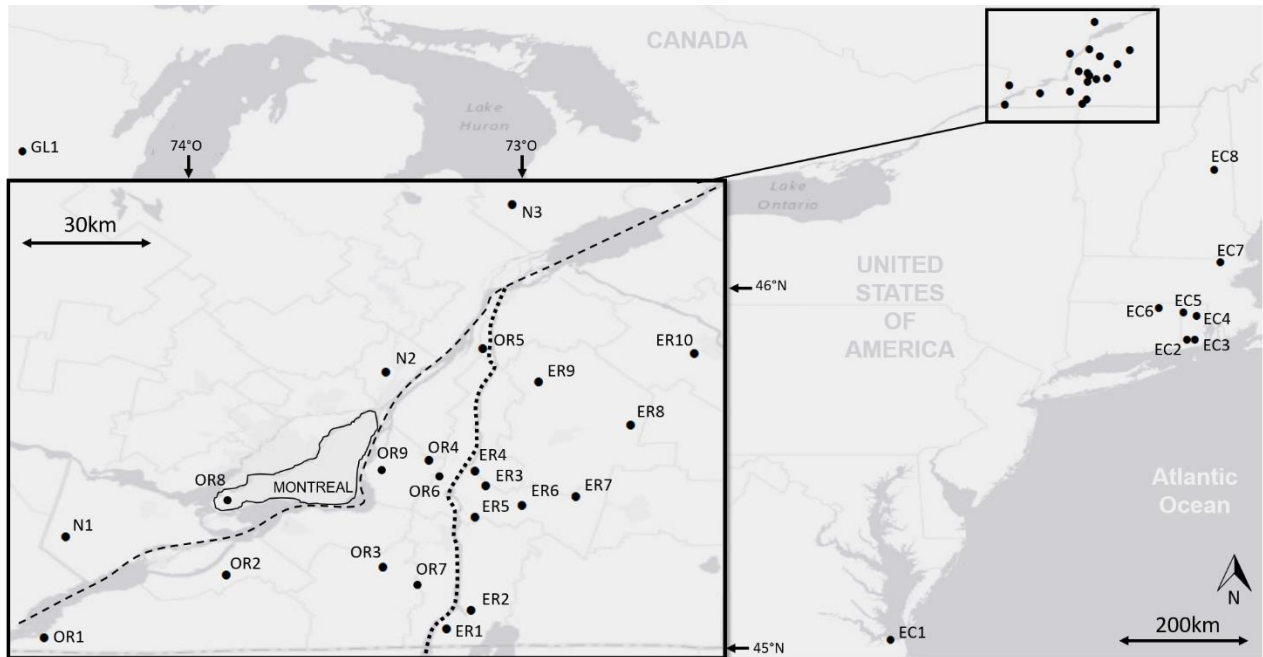 CANADA
Lake
Huron
GL1
74°O
73°O
EC8
Lake
Ontario
30km
N3
EC7
UNITED
STATES
OF
AMERICA
46°N
EC5
EC6
EC4
OR5
ER10
EC2
EC3
N2
ER9
ER8
OR4
OR9
ER4
OR8
MONTREAL
OR6
ER3
ER7
ER6
Atlantic
Ocean
ER5
N1
OR3
OR2
OR7
N
ER2
ER1
OR1
EC1
200km
45°N